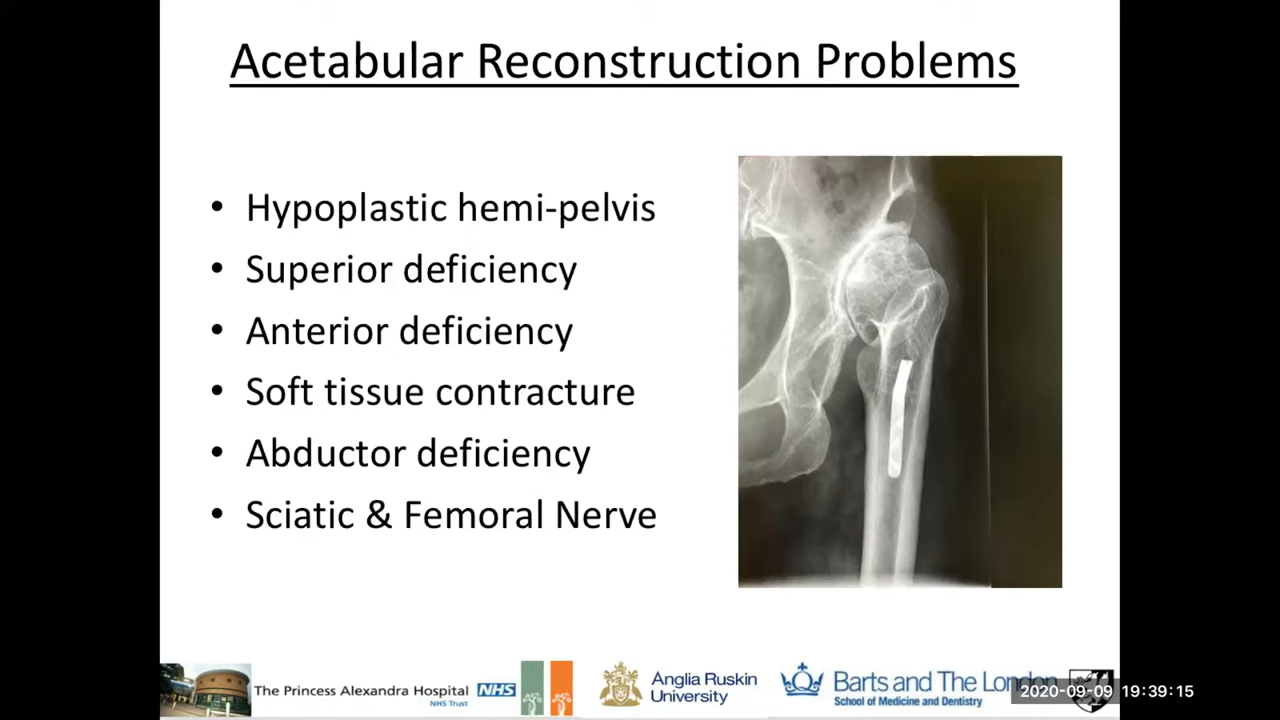 Acetabular Reconstruction Problems
• Hypoplastic hemi-pelvis
• Superior deficiency
• Anterior deficiency
• Soft tissue contracture
• Abductor deficiency
• Sciatic & Femoral Nerve
The Princess Alexandra Hospital NHS
NHS Trust
Anglia Ruskin
University
Barts and The London
School of Medicine and Dentistry
2020-09-09 19:39:15